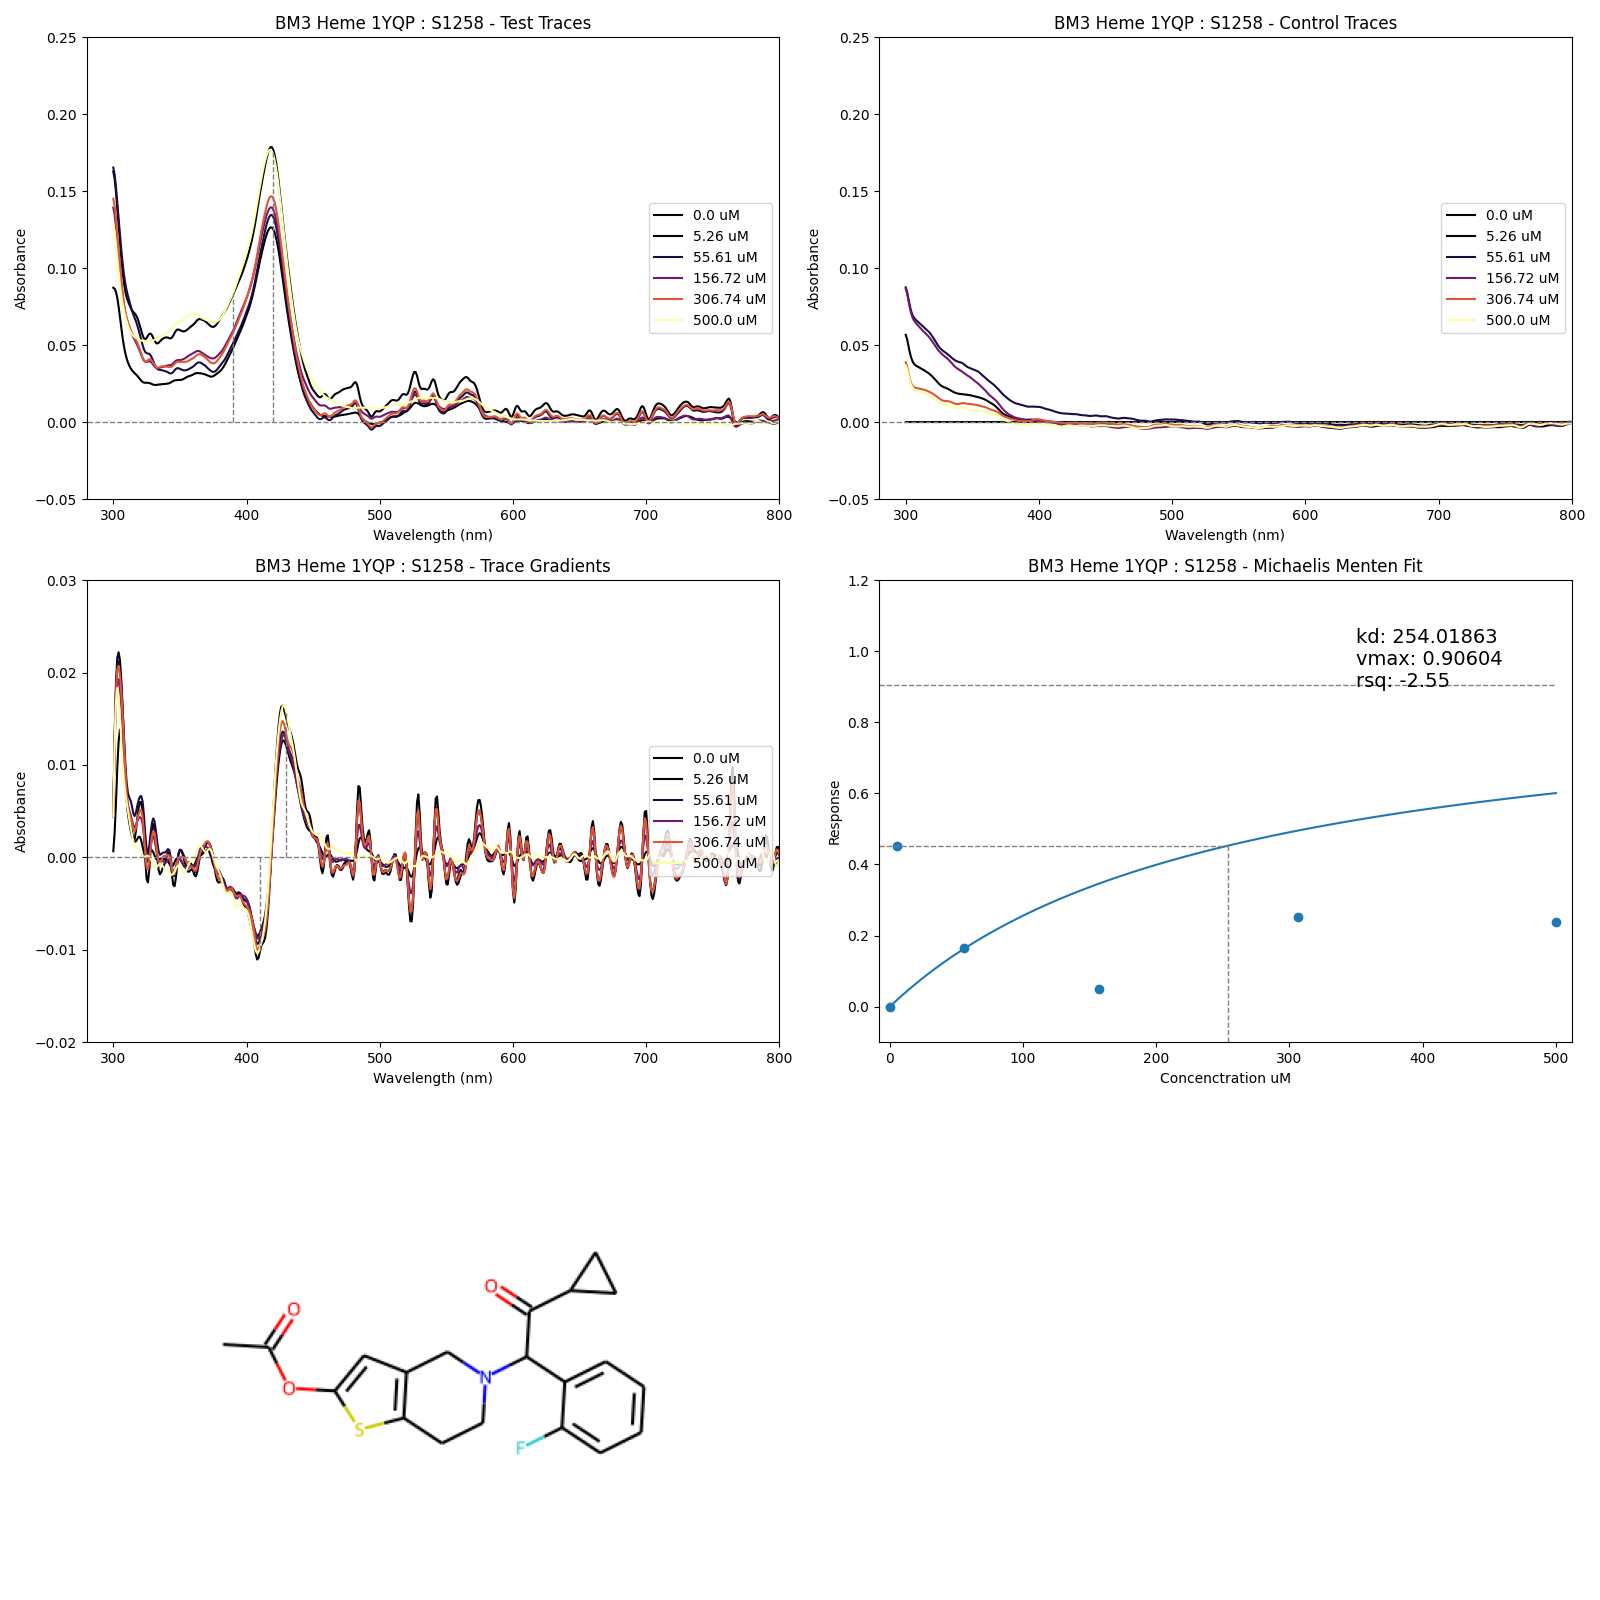 BM3 Heme 1YQP : S1258 - Test Traces
Absorbance
0.25
0.20
0.15
0.10
0.05
0.00
−0.05
300 400 500 600 700 800
Wavelength (nm)
0.0 uM
5.26 uM
55.61 uM
156.72 uM
306.74 uM
500.0 uM
BM3 Heme 1YQP : S1258 - Control Traces
Absorbance
0.25
0.20
0.15
0.10
0.05
0.00
−0.05
300 400 500 600 700 800
Wavelength (nm)
0.0 uM
5.26 uM
55.61 uM
156.72 uM
306.74 uM
500.0 uM
BM3 Heme 1YQP : S1258 - Trace Gradients
Absorbance
0.03
0.02
0.01
0.00
−0.01
−0.02
300 400 500 600 700 800
Wavelength (nm)
0.0 uM
5.26 uM
55.61 uM
156.72 uM
306.74 uM
500.0 uM
BM3 Heme 1YQP : S1258 - Michaelis Menten Fit
Response
1.2
1.0
0.8
0.6
0.4
0.2
0.0
0 100 200 300 400 500
Concenctration uM
kd: 254.01863
vmax: 0.90604
rsq: -2.55
O
O
O
N
S
F